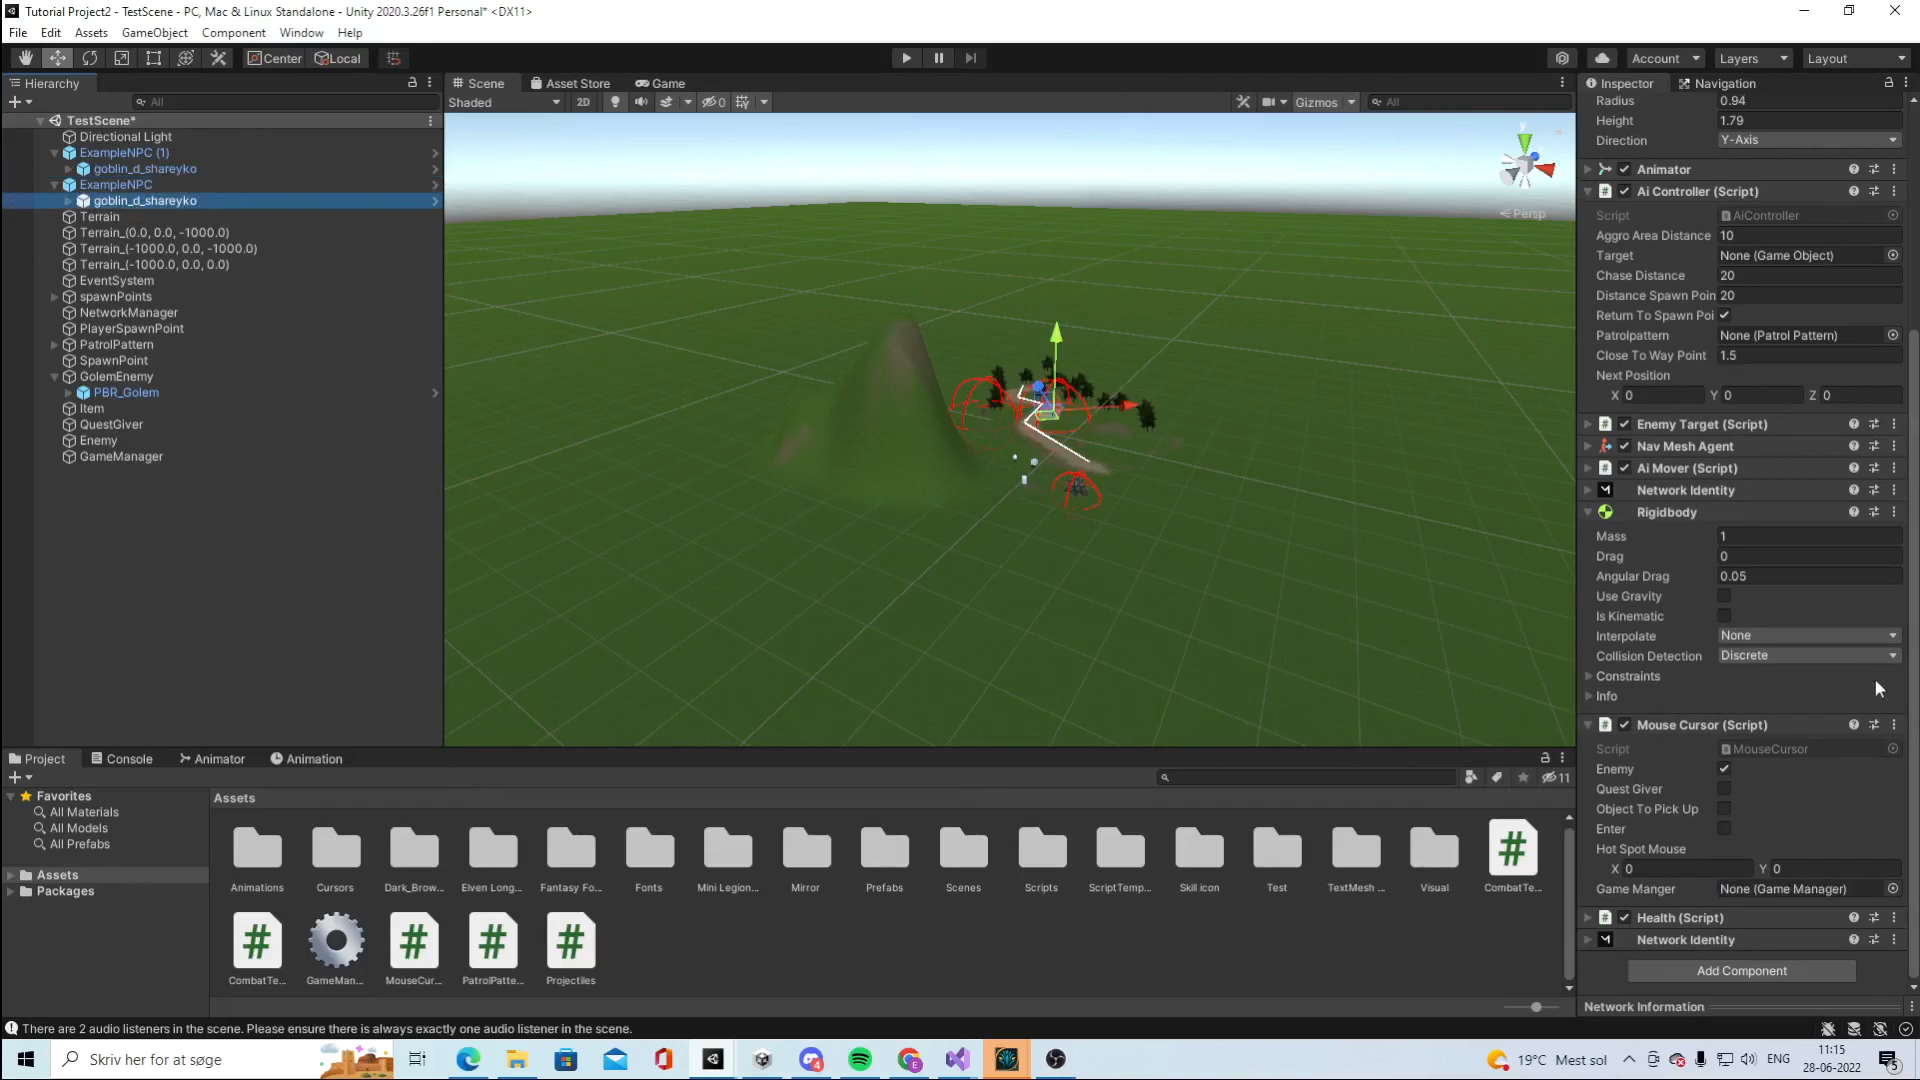 Tutorial Project2 - TestScene - PC, Mac & Linux Standalone - Unity 2020.3.26f1 Personal* <DX11>
File Edit Assets GameObject Component Window Help
Center Local Account Layers Layout
Hierarchy
All
TestScene*
Directional Light
ExampleNPC (1)
goblin_d_shareyko
ExampleNPC
goblin_d_shareyko
Terrain
Terrain_(0.0, 0.0, -1000.0)
Terrain_(-1000.0, 0.0, -1000.0)
Terrain_(-1000.0, 0.0, 0.0)
EventSystem
spawnPoints
NetworkManager
PlayerSpawnPoint
PatrolPattern
SpawnPoint
GolemEnemy
PBR_Golem
Item
QuestGiver
Enemy
GameManager
Scene Asset Store Game
Shaded 2D 0 Gizmos All
y
Persp
Inspector Navigation
Radius 0.94
Height 1.79
Direction Y-Axis
Animator
Ai Controller (Script)
Script AiController
Aggro Area Distance 10
Target None (Game Object)
Chase Distance 20
Distance Spawn Poin 20
Return To Spawn Poi
Patrolpattern None (Patrol Pattern)
Close To Way Point 1.5
Next Position
X 0 Y 0 Z 0
Enemy Target (Script)
Nav Mesh Agent
Ai Mover (Script)
Network Identity
Rigidbody
Mass 1
Drag 0
Angular Drag 0.05
Use Gravity
Is Kinematic
Interpolate None
Collision Detection Discrete
Constraints
Info
Mouse Cursor (Script)
Script MouseCursor
Enemy
Quest Giver
Object To Pick Up
Enter
Hot Spot Mouse
X 0 Y 0
Game Manger None (Game Manager)
Health (Script)
Network Identity
Add Component
Network Information
Project Console Animator Animation
11
Favorites
All Materials
All Models
All Prefabs
Assets
Packages
Assets
Animations Cursors Dark_Brow... Elven Long... Fantasy Fo... Fonts Mini Legion... Mirror Prefabs Scenes Scripts ScriptTemp... Skill icon Test TextMesh ... Visual CombatTe...
CombatTe... GameMan... MouseCur... PatrolPatte... Projectiles
There are 2 audio listeners in the scene. Please ensure there is always exactly one audio listener in the scene.
Skriv her for at søge
4
19°C Mest sol
ENG
11:15
28-06-2022
5